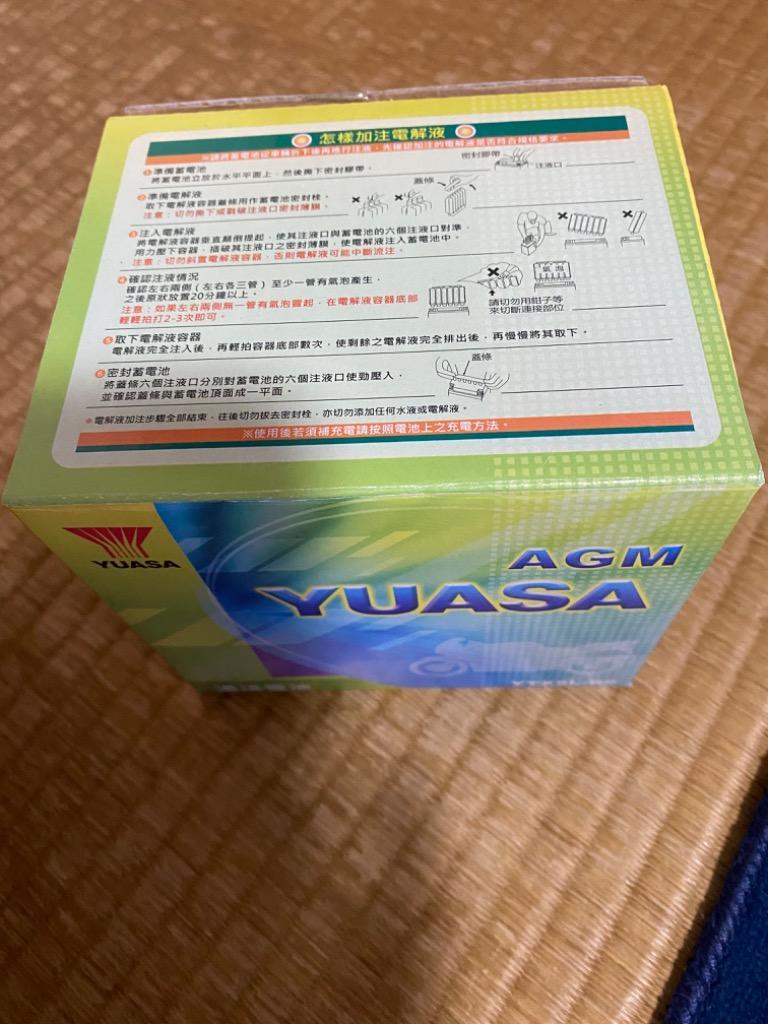 怎樣加注電解液
※請將蓄電池從車輛拆下後再進行注液,先確認加注的電解液是否符合規格要求。
❶準備蓄電池
將蓄電池立放於水平平面上,然後撕下密封膠帶。
密封膠帶
注液口
❷準備電解液
取下電解液容器蓋條用作蓄電池密封栓。
注意:切勿撕下或戳破注液口密封薄膜。
蓋條
❸注入電解液
將電解液容器垂直顛倒提起,使其注液口與蓄電池的六個注液口對準,
用力壓下容器,插破其注液口之密封薄膜,使電解液注入蓄電池中。
注意:切勿斜置電解液容器,否則電解液可能中斷流注。
❹確認注液情況
確認左右兩側(左右各三管)至少一管有氣泡產生,
之後原狀放置20分鐘以上。
注意:如果左右兩側無一管有氣泡冒起,在電解液容器底部
輕輕拍打2-3次即可。
氣泡
請切勿用鉗子等
來切斷連接部位
❺取下電解液容器
電解液完全注入後,再輕拍容器底部數次,使剩餘之電解液完全排出後,再慢慢將其取下。
❻密封蓄電池
將蓋條六個注液口分別對蓄電池的六個注液口使勁壓入,
並確認蓋條與蓄電池頂面成一平面。
蓋條
※電解液加注步驟全部結束,往後切勿拔去密封栓,亦切勿添加任何水液或電解液。
※使用後若須補充電請按照電池上之充電方法。
YUASA
AGM
YUASA